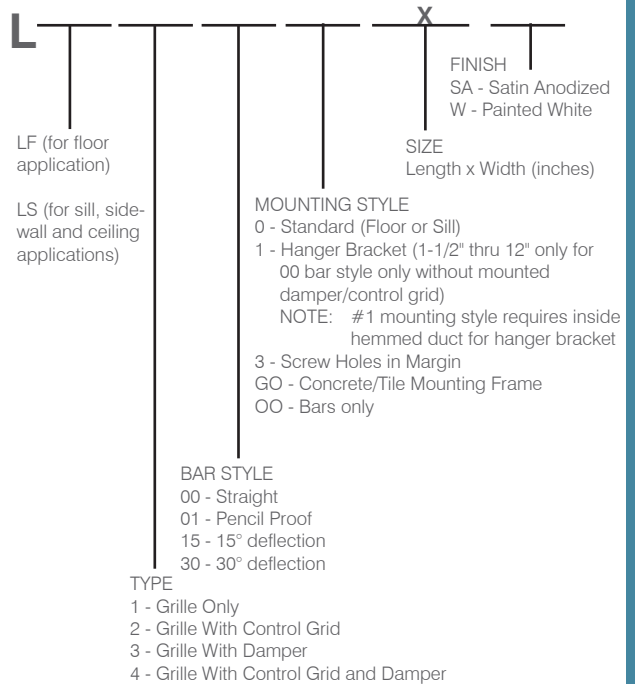 L
X
FINISH
SA - Satin Anodized
W - Painted White
LF (for floor
application)
SIZE
Length x Width (inches)
LS (for sill, side-
wall and ceiling
applications)
MOUNTING STYLE
0 - Standard (Floor or Sill)
1 - Hanger Bracket (1-1/2" thru 12" only for
00 bar style only without mounted
damper/control grid)
NOTE: #1 mounting style requires inside
hemmed duct for hanger bracket
3 - Screw Holes in Margin
GO - Concrete/Tile Mounting Frame
OO - Bars only
BAR STYLE
00 - Straight
01 - Pencil Proof
15 - 15° deflection
30 - 30° deflection
TYPE
1 - Grille Only
2 - Grille With Control Grid
3 - Grille With Damper
4 - Grille With Control Grid and Damper